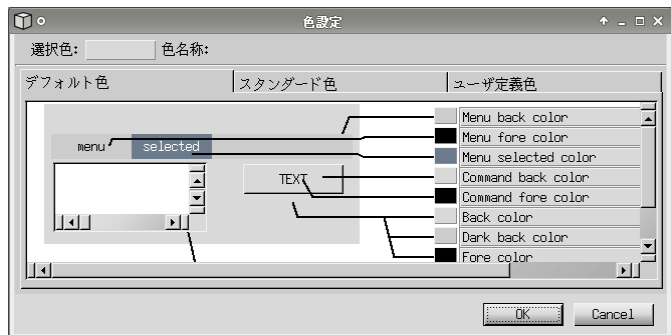 色設定
選択色: 色名称:
デフォルト色 スタンダード色 ユーザ定義色
Menu back color
Menu fore color
menu selected Menu selected color
TEXT Command back color
Command fore color
Back color
Dark back color
Fore color
OK Cancel